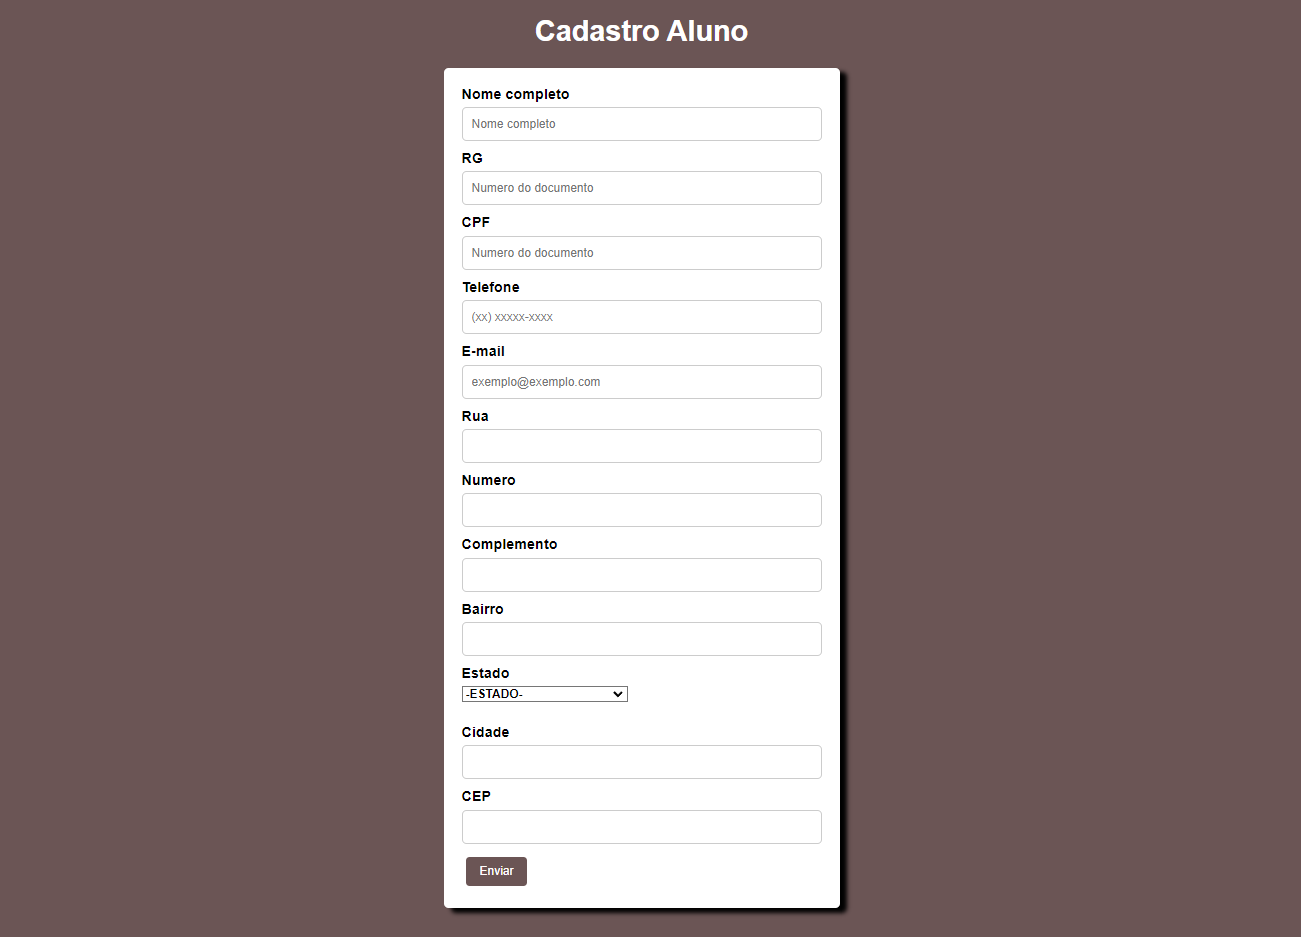 Cadastro Aluno
Nome completo
Nome completo
RG
Numero do documento
CPF
Numero do documento
Telefone
(xx) xxxxx-xxxx
E-mail
exemplo@exemplo.com
Rua
Numero
Complemento
Bairro
Estado
-ESTADO-
Cidade
CEP
Enviar